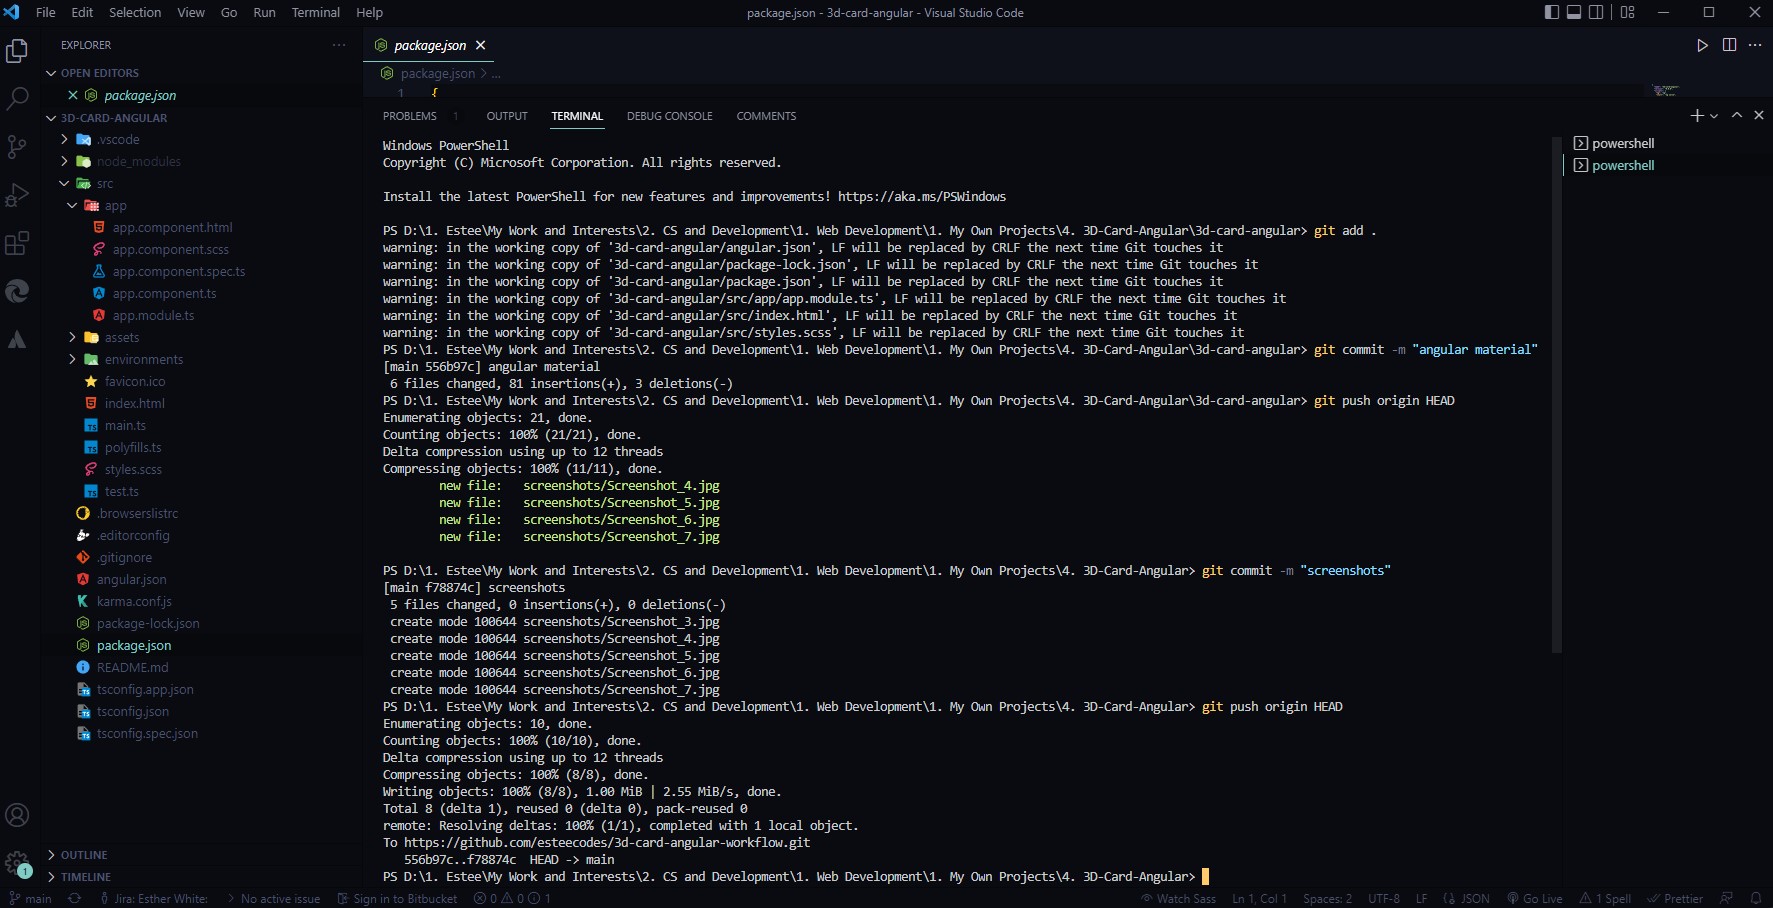 File Edit Selection View Go Run Terminal Help
package.json - 3d-card-angular - Visual Studio Code
EXPLORER
OPEN EDITORS
package.json
3D-CARD-ANGULAR
.vscode
node_modules
src
app
app.component.html
app.component.scss
app.component.spec.ts
app.component.ts
app.module.ts
assets
environments
favicon.ico
index.html
main.ts
polyfills.ts
styles.scss
test.ts
.browserslistrc
.editorconfig
.gitignore
angular.json
karma.conf.js
package-lock.json
package.json
README.md
tsconfig.app.json
tsconfig.json
tsconfig.spec.json
OUTLINE
TIMELINE
package.json
package.json > ...
1 {
PROBLEMS 1 OUTPUT TERMINAL DEBUG CONSOLE COMMENTS
Windows PowerShell
Copyright (C) Microsoft Corporation. All rights reserved.
Install the latest PowerShell for new features and improvements! https://aka.ms/PSWindows
PS D:\1. Estee\My Work and Interests\2. CS and Development\1. Web Development\1. My Own Projects\4. 3D-Card-Angular\3d-card-angular> git add .
warning: in the working copy of '3d-card-angular/angular.json', LF will be replaced by CRLF the next time Git touches it
warning: in the working copy of '3d-card-angular/package-lock.json', LF will be replaced by CRLF the next time Git touches it
warning: in the working copy of '3d-card-angular/package.json', LF will be replaced by CRLF the next time Git touches it
warning: in the working copy of '3d-card-angular/src/app/app.module.ts', LF will be replaced by CRLF the next time Git touches it
warning: in the working copy of '3d-card-angular/src/index.html', LF will be replaced by CRLF the next time Git touches it
warning: in the working copy of '3d-card-angular/src/styles.scss', LF will be replaced by CRLF the next time Git touches it
PS D:\1. Estee\My Work and Interests\2. CS and Development\1. Web Development\1. My Own Projects\4. 3D-Card-Angular\3d-card-angular> git commit -m "angular material"
[main 556b97c] angular material
6 files changed, 81 insertions(+), 3 deletions(-)
PS D:\1. Estee\My Work and Interests\2. CS and Development\1. Web Development\1. My Own Projects\4. 3D-Card-Angular\3d-card-angular> git push origin HEAD
Enumerating objects: 21, done.
Counting objects: 100% (21/21), done.
Delta compression using up to 12 threads
Compressing objects: 100% (11/11), done.
new file: screenshots/Screenshot_4.jpg
new file: screenshots/Screenshot_5.jpg
new file: screenshots/Screenshot_6.jpg
new file: screenshots/Screenshot_7.jpg
PS D:\1. Estee\My Work and Interests\2. CS and Development\1. Web Development\1. My Own Projects\4. 3D-Card-Angular> git commit -m "screenshots"
[main f78874c] screenshots
5 files changed, 0 insertions(+), 0 deletions(-)
create mode 100644 screenshots/Screenshot_3.jpg
create mode 100644 screenshots/Screenshot_4.jpg
create mode 100644 screenshots/Screenshot_5.jpg
create mode 100644 screenshots/Screenshot_6.jpg
create mode 100644 screenshots/Screenshot_7.jpg
PS D:\1. Estee\My Work and Interests\2. CS and Development\1. Web Development\1. My Own Projects\4. 3D-Card-Angular> git push origin HEAD
Enumerating objects: 10, done.
Counting objects: 100% (10/10), done.
Delta compression using up to 12 threads
Compressing objects: 100% (8/8), done.
Writing objects: 100% (8/8), 1.00 MiB | 2.55 MiB/s, done.
Total 8 (delta 1), reused 0 (delta 0), pack-reused 0
remote: Resolving deltas: 100% (1/1), completed with 1 local object.
To https://github.com/esteecodes/3d-card-angular-workflow.git
556b97c..f78874c HEAD -> main
PS D:\1. Estee\My Work and Interests\2. CS and Development\1. Web Development\1. My Own Projects\4. 3D-Card-Angular>
powershell
powershell
1
main Jira: Esther White: > No active issue Sign in to Bitbucket 0 0 1 Watch Sass Ln 1, Col 1 Spaces: 2 UTF-8 LF {} JSON Go Live 1 Spell Prettier